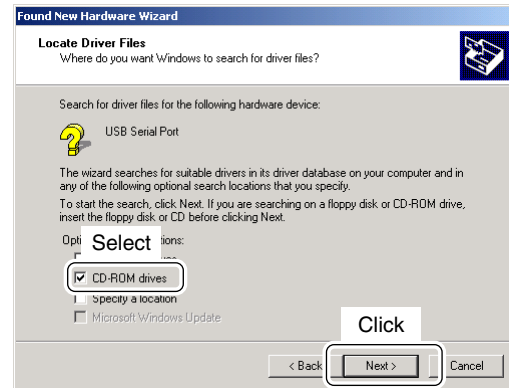 Found New Hardware Wizard
Locate Driver Files
Where do you want Windows to search for driver files?
Search for driver files for the following hardware device:
USB Serial Port
The wizard searches for suitable drivers in its driver database on your computer and in
any of the following optional search locations that you specify.
To start the search, click Next. If you are searching on a floppy disk or CD-ROM drive,
insert the floppy disk or CD before clicking Next.
Select
CD-ROM drives
Specify a location
Microsoft Windows Update
Click
< Back
Next >
Cancel